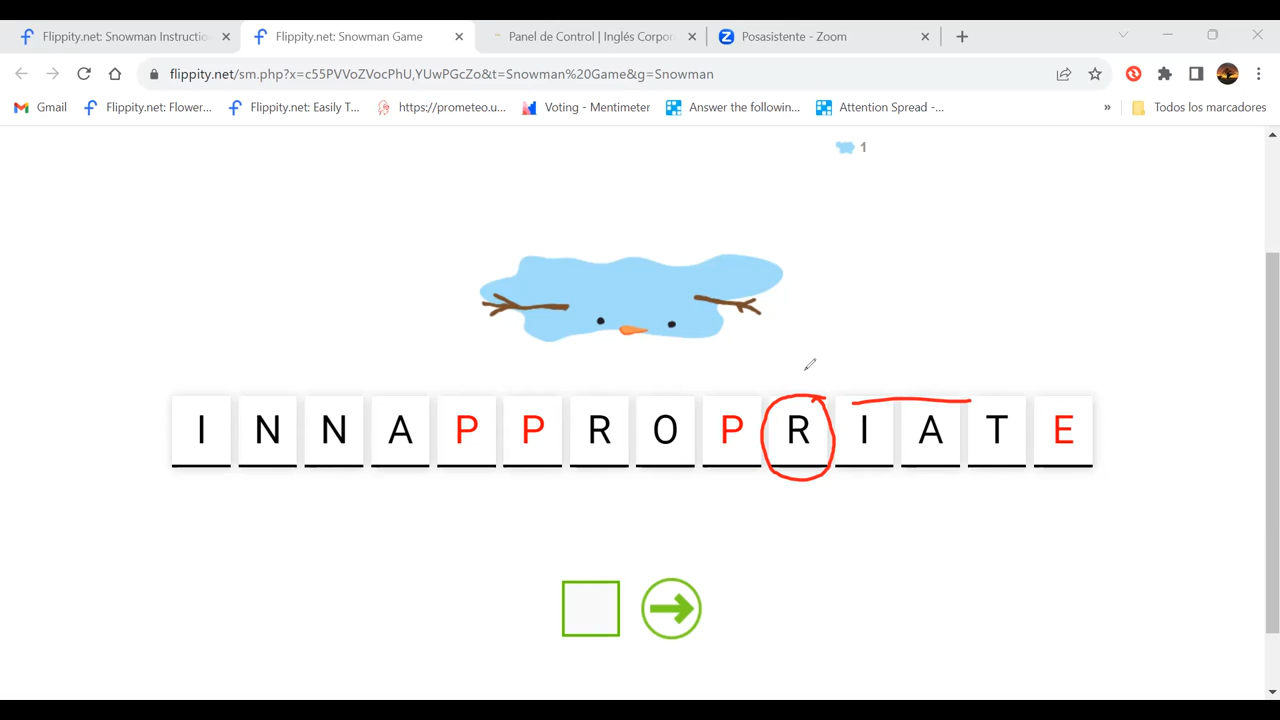 Flippity.net: Snowman Instructio
Flippity.net: Snowman Game
Panel de Control | Inglés Corpor
Posasistente - Zoom
flippity.net/sm.php?x=c55PVVoZVocPhU,YUwPGcZo&t=Snowman%20Game&g=Snowman
Gmail
Flippity.net: Flower...
Flippity.net: Easily T...
https://prometeo.u...
Voting - Mentimeter
Answer the followin...
Attention Spread -...
»
Todos los marcadores
1
INNAPPROPRIATE